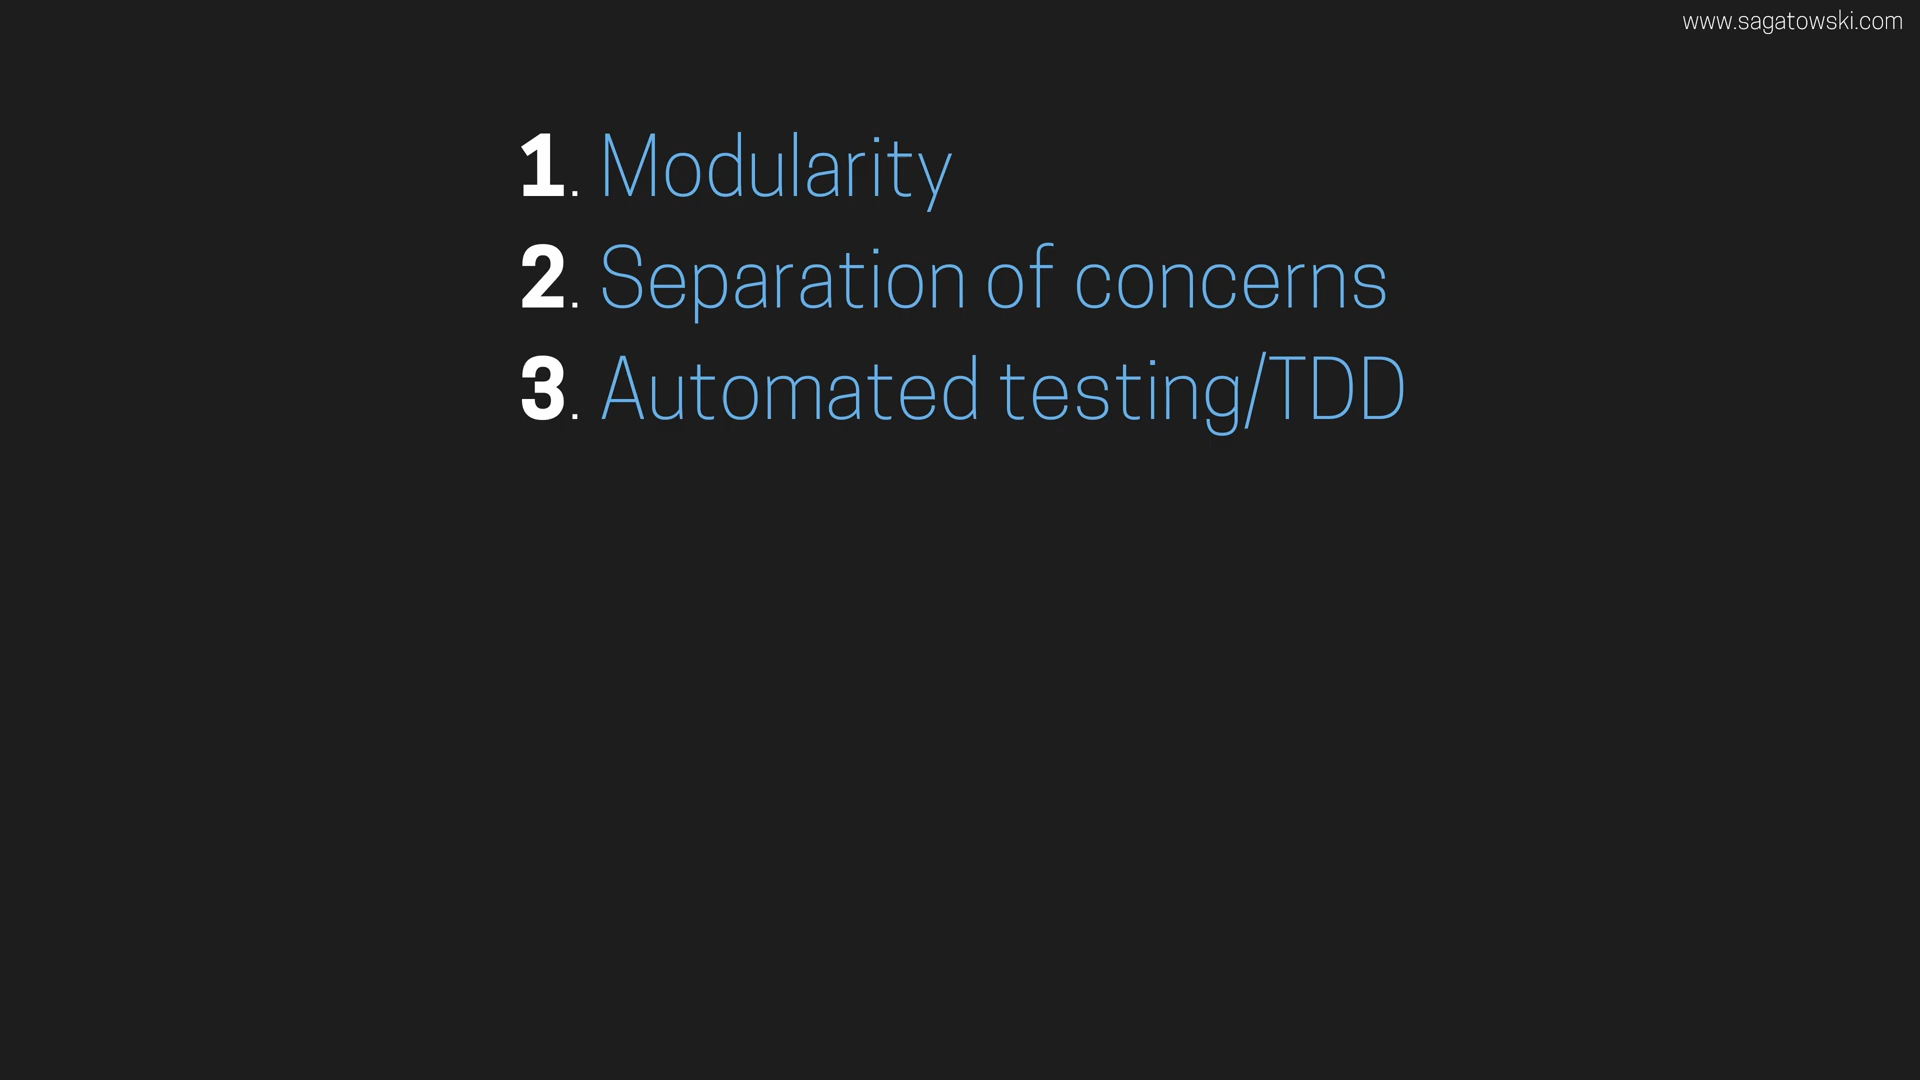 www.sagatowski.com
1. Modularity
2. Separation of concerns
3. Automated testing/TDD